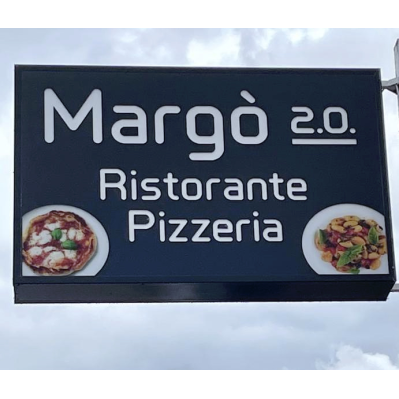 Margò 2.0.
Ristorante
Pizzeria